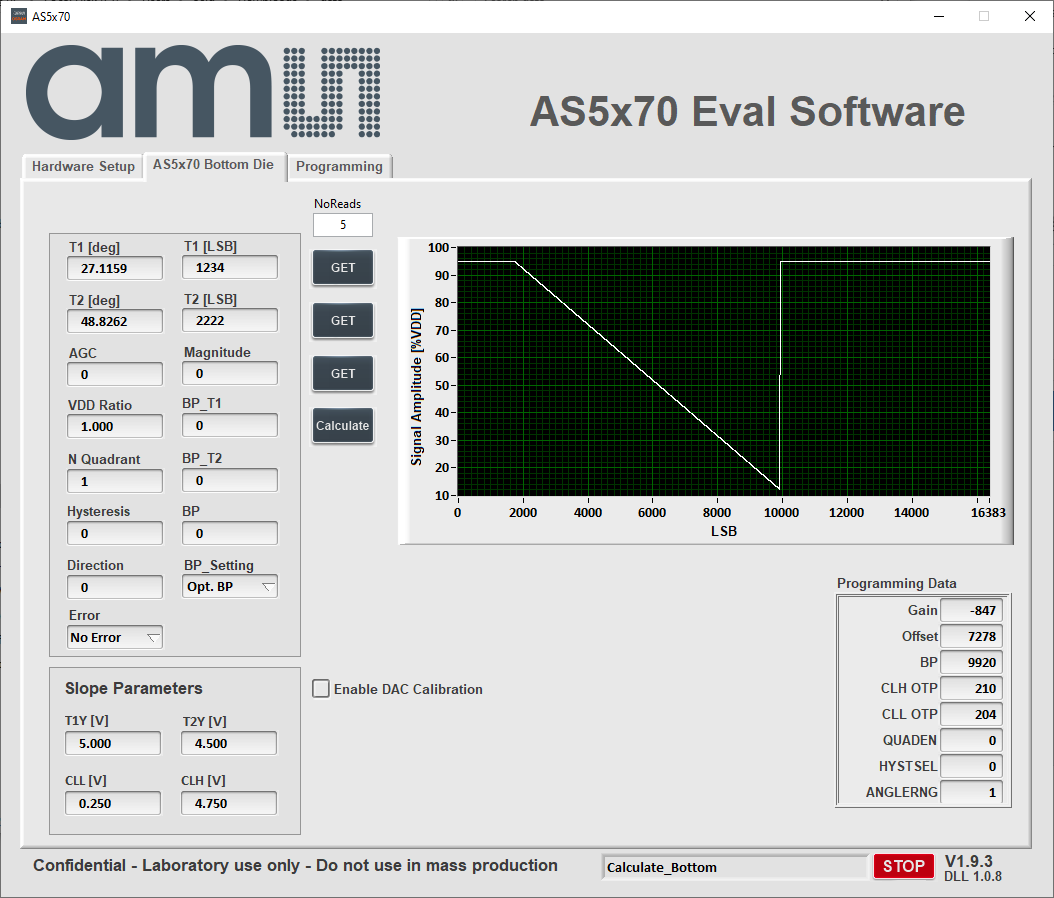 AS5x70
amu
AS5x70 Eval Software
Hardware Setup
AS5x70 Bottom Die
Programming
NoReads
5
T1 [deg]
T1 [LSB]
27.1159
1234
GET
T2 [deg]
T2 [LSB]
48.8262
2222
GET
AGC
Magnitude
0
0
GET
VDD Ratio
BP_T1
1.000
0
Calculate
N Quadrant
BP_T2
1
0
Hysteresis
BP
0
0
Direction
BP_Setting
0
Opt. BP
Error
No Error
Signal Amplitude [%VDD]
100
90
80
70
60
50
40
30
20
10
0
2000
4000
6000
8000
10000
12000
14000
16383
LSB
Slope Parameters
T1Y [V]
T2Y [V]
5.000
4.500
CLL [V]
CLH [V]
0.250
4.750
Enable DAC Calibration
Programming Data
Gain -847
Offset 7278
BP 9920
CLH OTP 210
CLL OTP 204
QUADEN 0
HYSTSEL 0
ANGLERNG 1
Confidential - Laboratory use only - Do not use in mass production
Calculate_Bottom
STOP
V1.9.3
DLL 1.0.8